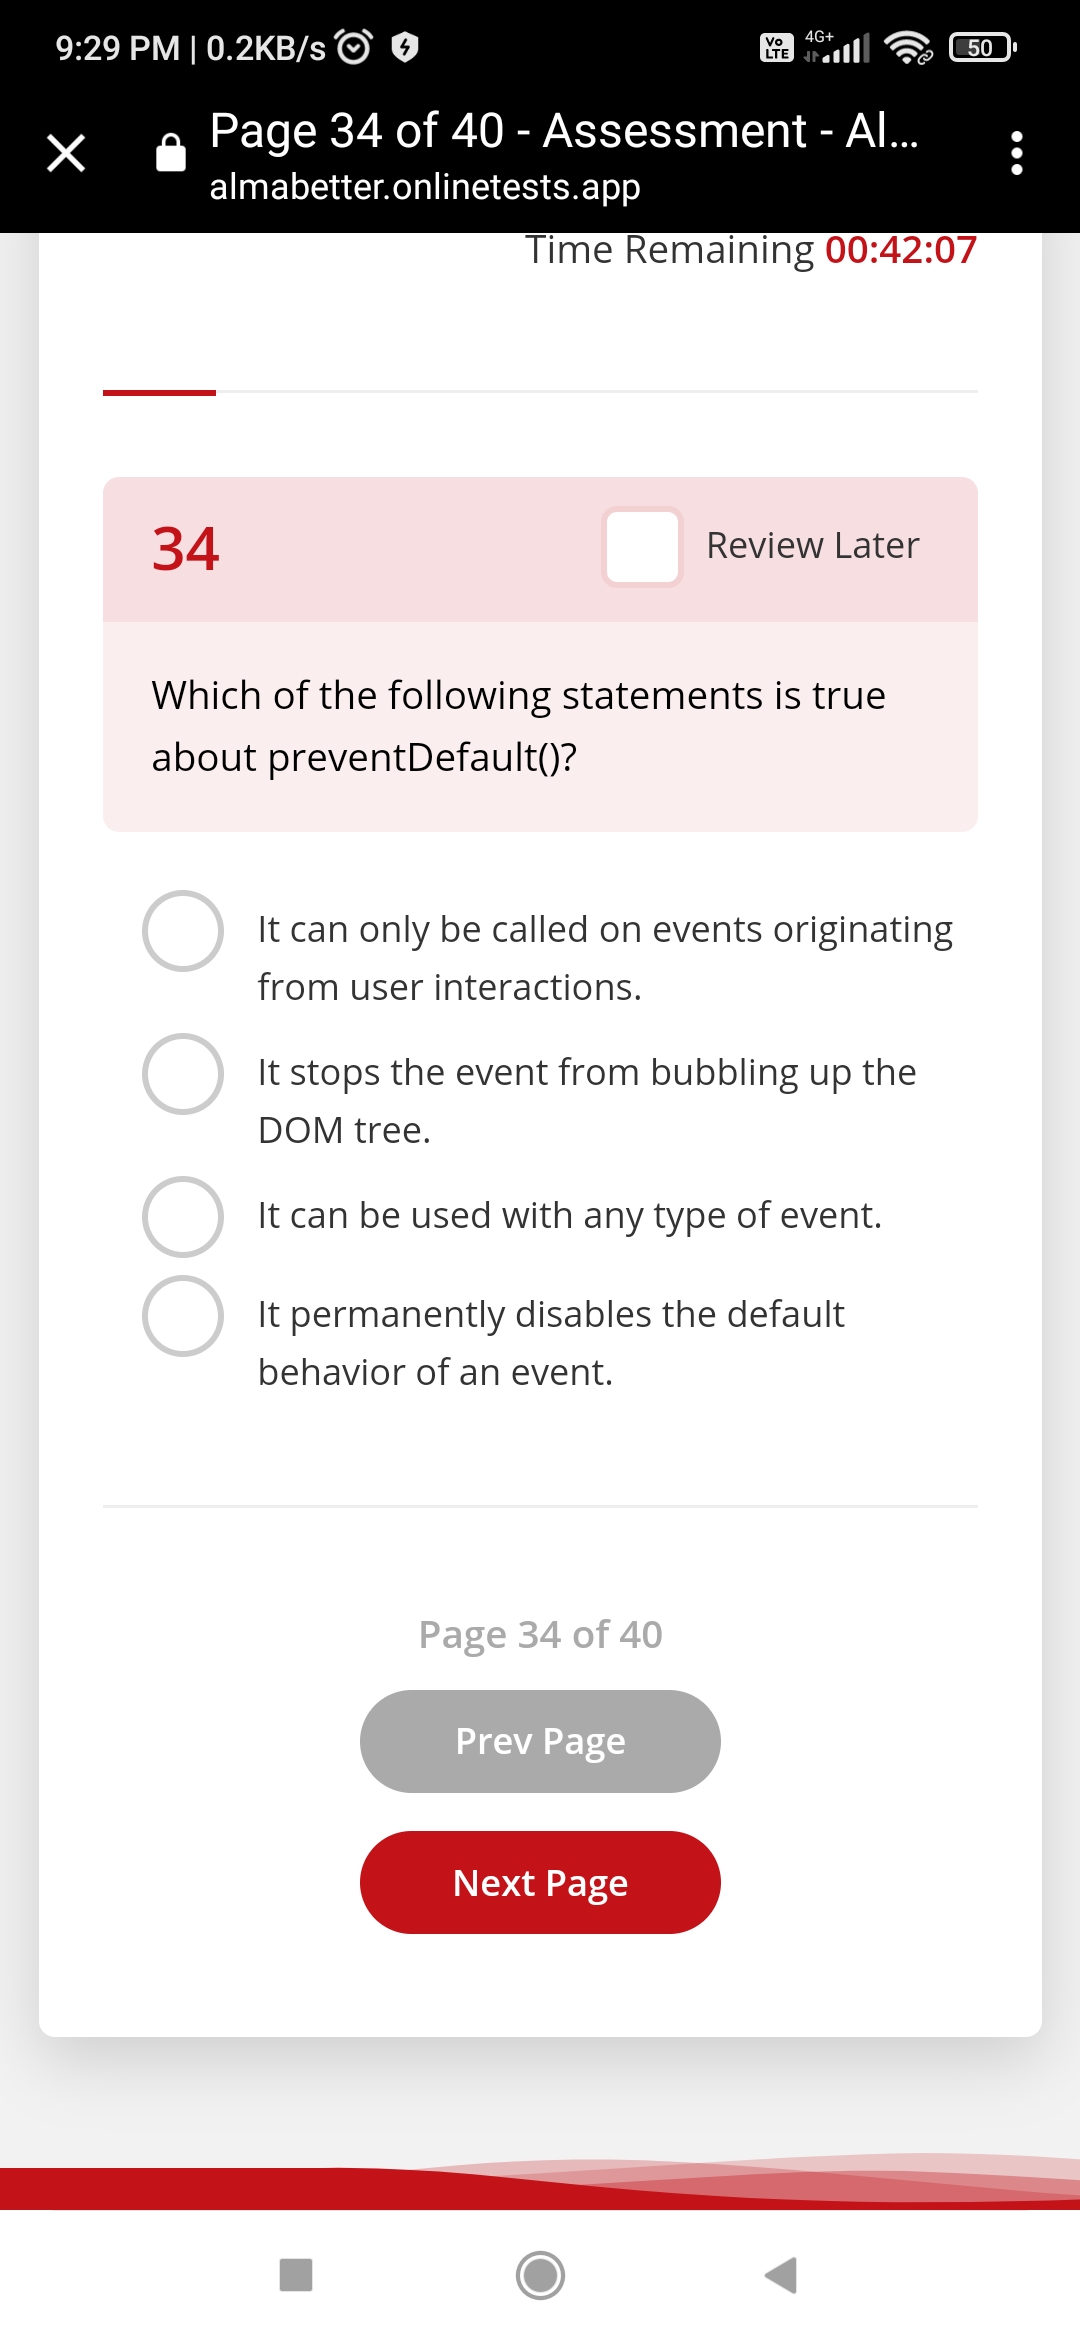 9:29 PM | 0.2KB/s
Vo LTE 4G+ 50
Page 34 of 40 - Assessment - Al...
almabetter.onlinetests.app
Time Remaining 00:42:07
34 Review Later
Which of the following statements is true
about preventDefault()?
It can only be called on events originating
from user interactions.
It stops the event from bubbling up the
DOM tree.
It can be used with any type of event.
It permanently disables the default
behavior of an event.
Page 34 of 40
Prev Page
Next Page